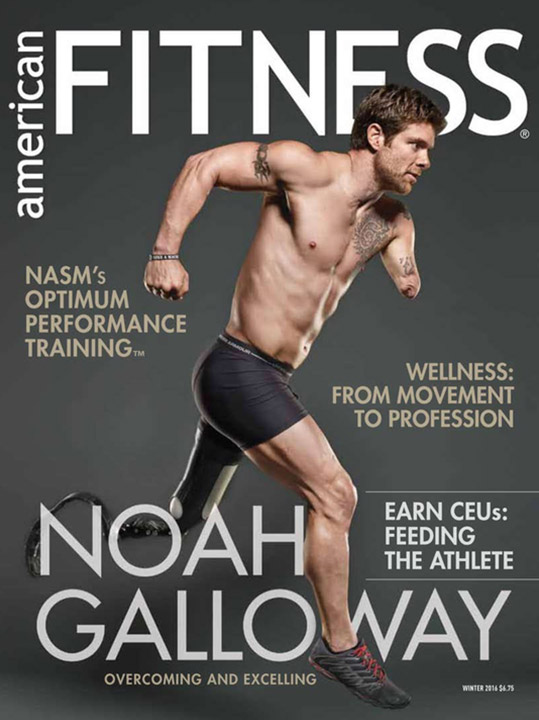 american
FITNESS®
NASM's
OPTIMUM
PERFORMANCE
TRAINING™
WELLNESS:
FROM MOVEMENT
TO PROFESSION
EARN CEUs:
FEEDING
THE ATHLETE
NOAH
GALLOWAY
OVERCOMING AND EXCELLING
WINTER 2016 $6.75